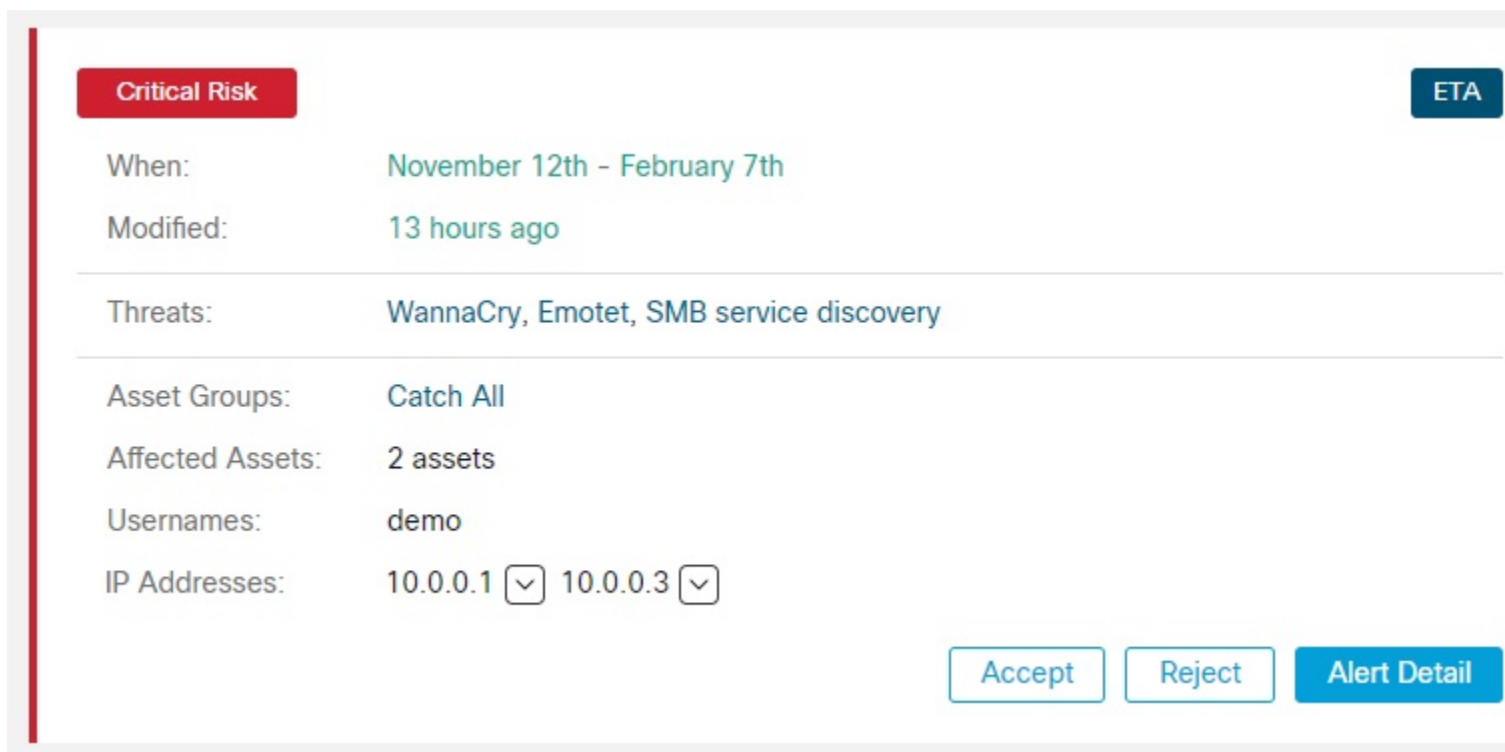 Critical Risk ETA
When: November 12th - February 7th
Modified: 13 hours ago
Threats: WannaCry, Emotet, SMB service discovery
Asset Groups: Catch All
Affected Assets: 2 assets
Usernames: demo
IP Addresses: 10.0.0.1 10.0.0.3
Accept Reject Alert Detail